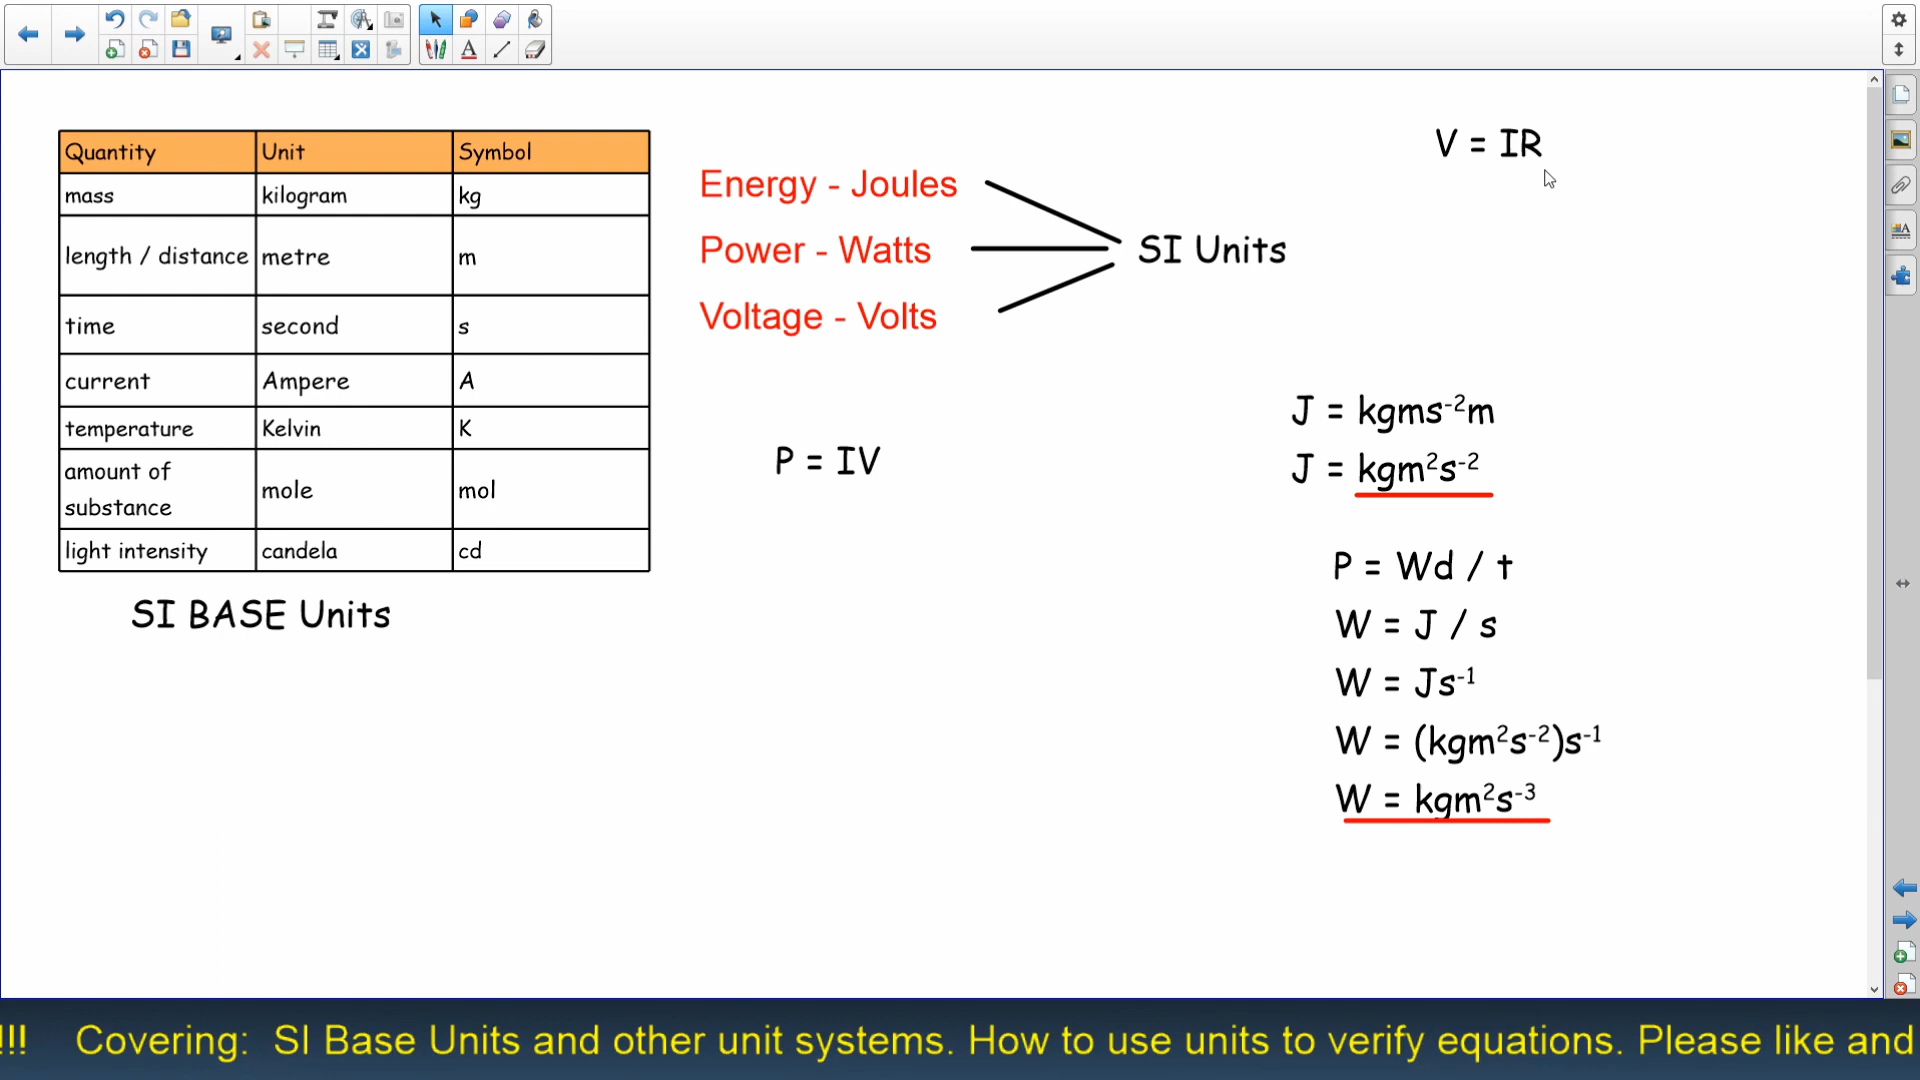 Quantity Unit Symbol
mass kilogram kg
length / distance metre m
time second s
current Ampere A
temperature Kelvin K
amount of substance mole mol
light intensity candela cd
SI BASE Units
Energy - Joules
Power - Watts
Voltage - Volts
SI Units
V = IR
P = IV
J = kgms⁻²m
J = kgm²s⁻²
P = Wd / t
W = J / s
W = Js⁻¹
W = (kgm²s⁻²)s⁻¹
W = kgm²s⁻³
!!! Covering: SI Base Units and other unit systems. How to use units to verify equations. Please like and